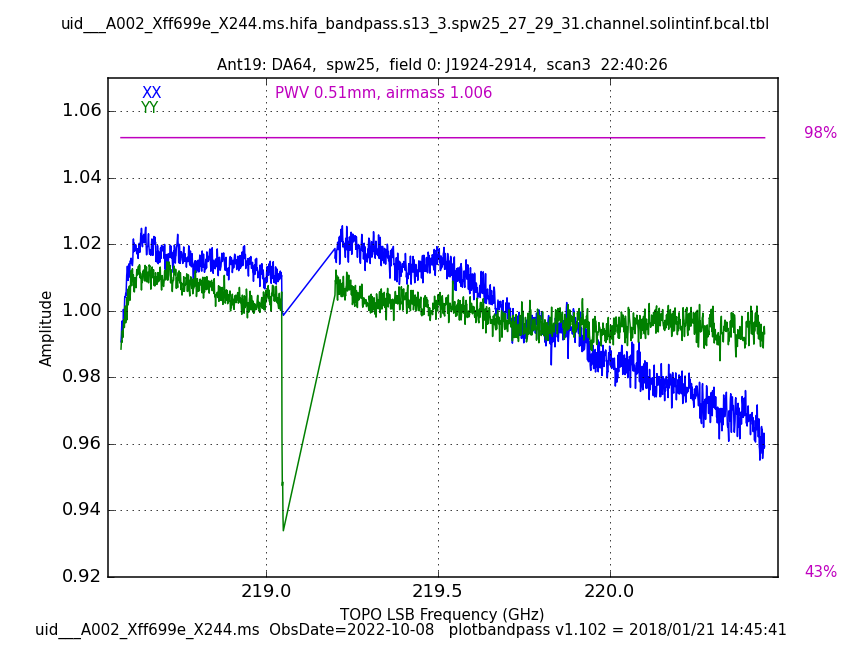 uid___A002_Xff699e_X244.ms.hifa_bandpass.s13_3.spw25_27_29_31.channel.solintinf.bcal.tbl
Ant19: DA64,  spw25,  field 0: J1924-2914,  scan3  22:40:26
XX
PWV 0.51mm, airmass 1.006
YY
1.06
98%
1.04
1.02
1.00
Amplitude
0.98
0.96
0.94
43%
0.92
219.0 219.5 220.0
TOPO LSB Frequency (GHz)
uid___A002_Xff699e_X244.ms  ObsDate=2022-10-08   plotbandpass v1.102 = 2018/01/21 14:45:41